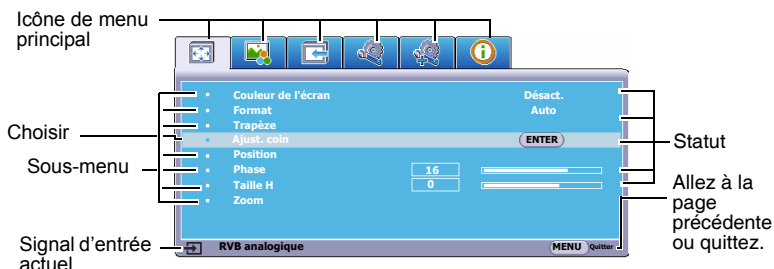 Icône de menu
principal
Couleur de l'écran Désact.
Format Auto
Trapèze
Choisir
Ajust. coin ENTER
Statut
Position
Sous-menu
Phase 16
Taille H 0
Zoom
Allez à la
page
précédente
ou quittez.
Signal d'entrée
actuel
RVB analogique MENU Quitter